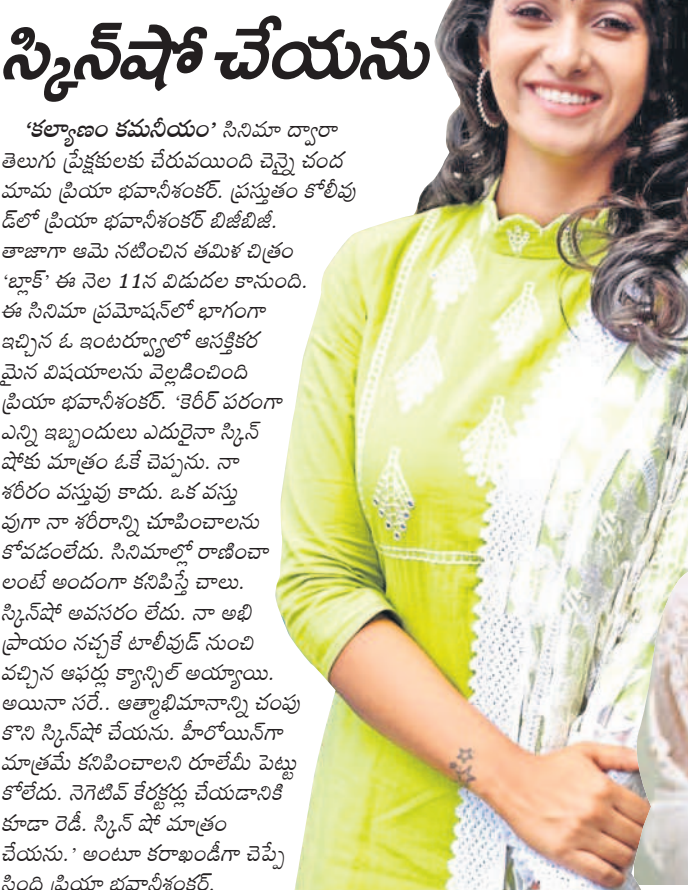 స్కిన్‌షో చేయను
‘కల్యాణం కమనీయం’ సినిమా ద్వారా
తెలుగు ప్రేక్షకులకు చేరువయింది చెన్నై చంద
మామ ప్రియా భవానీశంకర్. ప్రస్తుతం కోలీవు
డ్‌లో ప్రియా భవానీశంకర్ బిజీబిజీ.
తాజాగా ఆమె నటించిన తమిళ చిత్రం
‘బ్లాక్’ ఈ నెల 11న విడుదల కానుంది.
ఈ సినిమా ప్రమోషన్‌లో భాగంగా
ఇచ్చిన ఓ ఇంటర్వ్యూలో ఆసక్తికర
మైన విషయాలను వెల్లడించింది
ప్రియా భవానీశంకర్. ‘కెరీర్ పరంగా
ఎన్ని ఇబ్బందులు ఎదురైనా స్కిన్
షోకు మాత్రం ఓకే చెప్పను. నా
శరీరం వస్తువు కాదు. ఒక వస్తు
వుగా నా శరీరాన్ని చూపించాలను
కోవడంలేదు. సినిమాల్లో రాణించా
లంటే అందంగా కనిపిస్తే చాలు.
స్కిన్‌షో అవసరం లేదు. నా అభి
ప్రాయం నచ్చకే టాలీవుడ్ నుంచి
వచ్చిన ఆఫర్లు క్యాన్సిల్ అయ్యాయి.
అయినా సరే.. ఆత్మాభిమానాన్ని చంపు
కొని స్కిన్‌షో చేయను. హీరోయిన్‌గా
మాత్రమే కనిపించాలని రూలేమీ పెట్టు
కోలేదు. నెగెటివ్ కేరక్టర్లు చేయడానికి
కూడా రెడీ. స్కిన్ షో మాత్రం
చేయను.’ అంటూ కరాఖండీగా చెప్పే
సింది ప్రియా భవానీశంకర్.